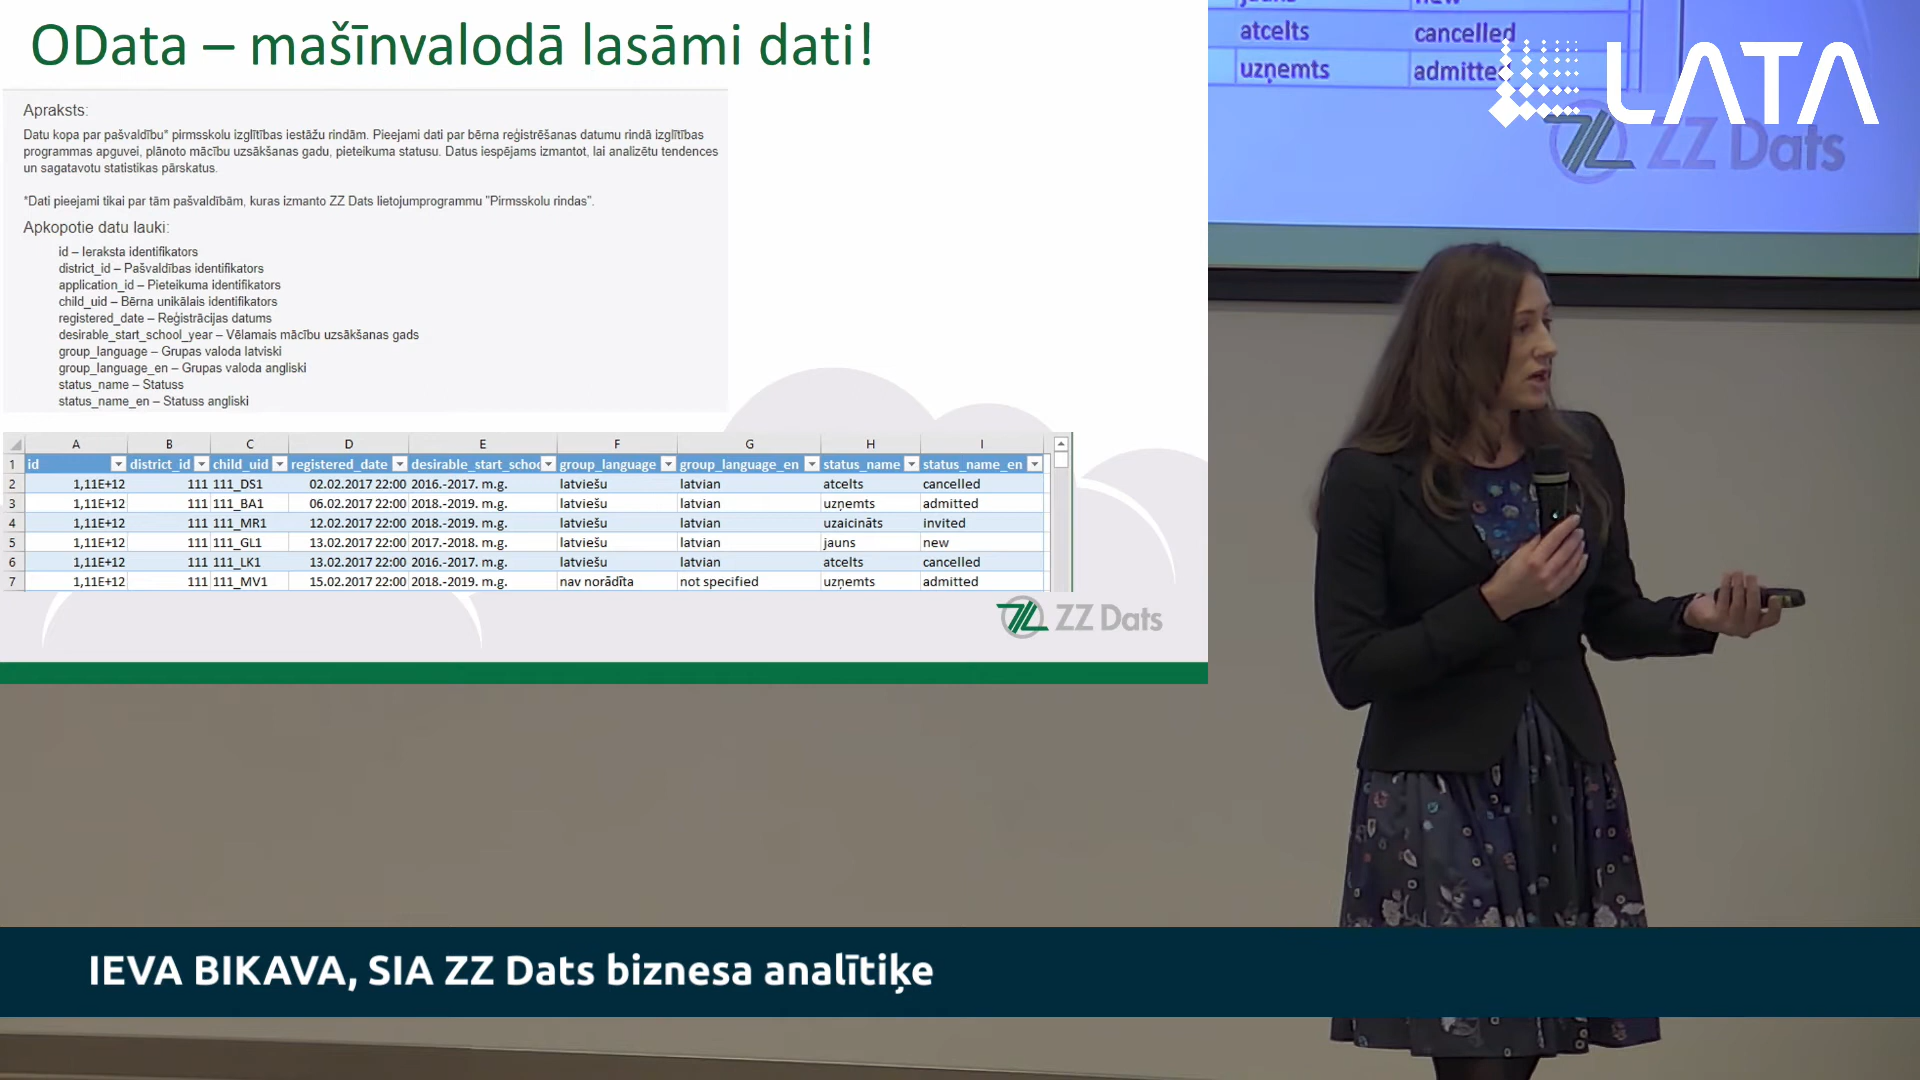 OData – mašīnvalodā lasāmi dati!
Apraksts:
Datu kopa par pašvaldību* pirmsskolu izglītības iestāžu rindām. Pieejami dati par bērna reģistrēšanas datumu rindā izglītības
programmas apguvei, plānoto mācību uzsākšanas gadu, pieteikuma statusu. Datus iespējams izmantot, lai analizētu tendences
un sagatavotu statistikas pārskatus.
*Dati pieejami tikai par tām pašvaldībām, kuras izmanto ZZ Dats lietojumprogrammu "Pirmsskolu rindas".
Apkopotie datu lauki:
id – Ieraksta identifikators
district_id – Pašvaldības identifikators
application_id – Pieteikuma identifikators
child_uid – Bērna unikālais identifikators
registered_date – Reģistrācijas datums
desirable_start_school_year – Vēlamais mācību uzsākšanas gads
group_language – Grupas valoda latviski
group_language_en – Grupas valoda angliski
status_name – Statuss
status_name_en – Statuss angliski
A B C D E F G H I
1 id district_id child_uid registered_date desirable_start_schoo group_language group_language_en status_name status_name_en
2 1,11E+12 111 111_DS1 02.02.2017 22:00 2016.-2017. m.g. latviešu latvian atcelts cancelled
3 1,11E+12 111 111_BA1 06.02.2017 22:00 2018.-2019. m.g. latviešu latvian uzņemts admitted
4 1,11E+12 111 111_MR1 12.02.2017 22:00 2018.-2019. m.g. latviešu latvian uzaicināts invited
5 1,11E+12 111 111_GL1 13.02.2017 22:00 2017.-2018. m.g. latviešu latvian jauns new
6 1,11E+12 111 111_LK1 13.02.2017 22:00 2016.-2017. m.g. latviešu latvian atcelts cancelled
7 1,11E+12 111 111_MV1 15.02.2017 22:00 2018.-2019. m.g. nav norādīta not specified uzņemts admitted
ZZ Dats
jauns new
atcelts cancelled
uzņemts admitted
LATA
ZZ Dats
IEVA BIKAVA, SIA ZZ Dats biznesa analītiķe